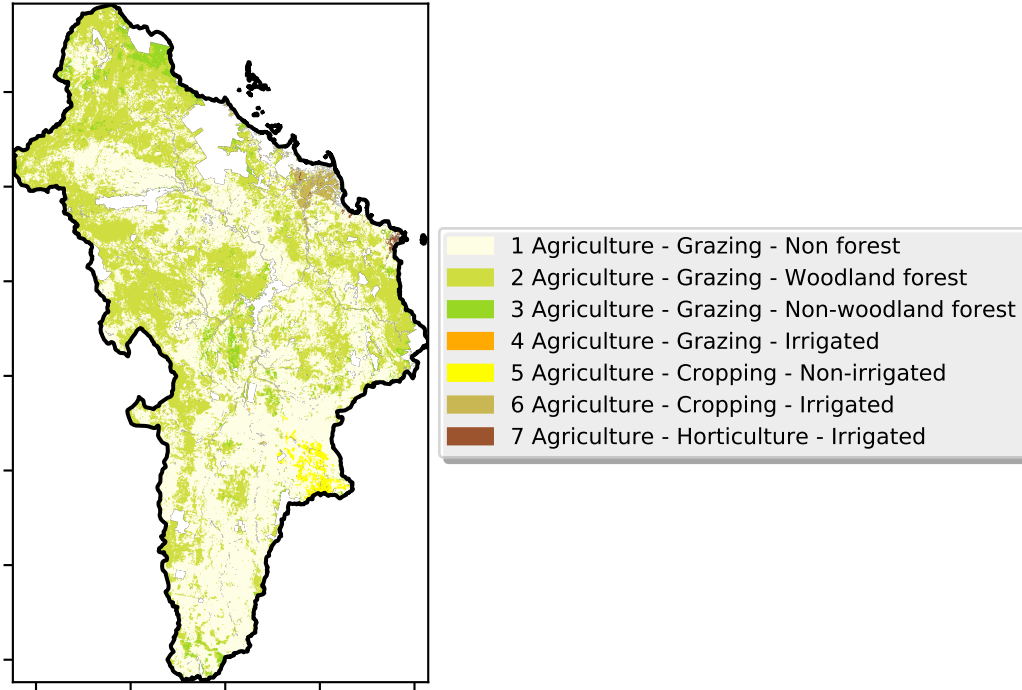 1 Agriculture - Grazing - Non forest
2 Agriculture - Grazing - Woodland forest
3 Agriculture - Grazing - Non-woodland forest
4 Agriculture - Grazing - Irrigated
5 Agriculture - Cropping - Non-irrigated
6 Agriculture - Cropping - Irrigated
7 Agriculture - Horticulture - Irrigated